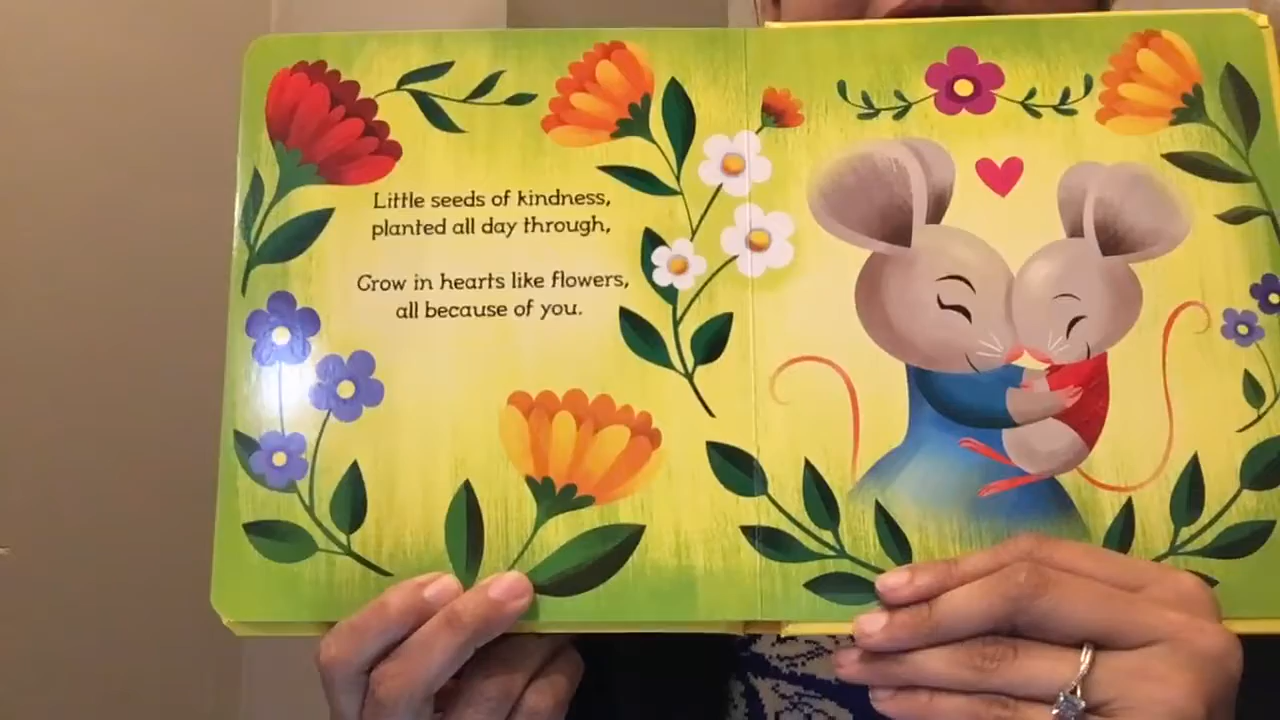 Little seeds of kindness,
planted all day through,
Grow in hearts like flowers,
all because of you.